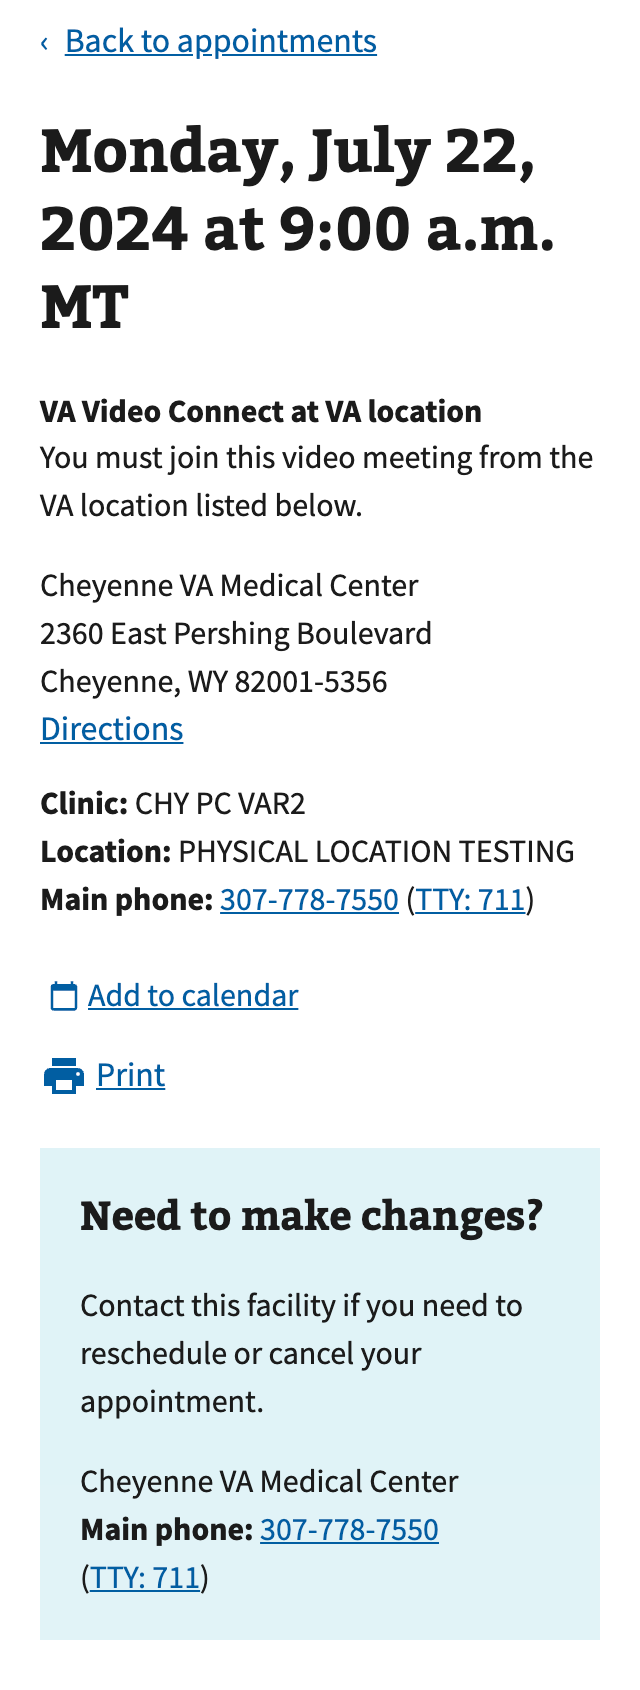 ‹ Back to appointments
Monday, July 22,
2024 at 9:00 a.m.
MT
VA Video Connect at VA location
You must join this video meeting from the
VA location listed below.
Cheyenne VA Medical Center
2360 East Pershing Boulevard
Cheyenne, WY 82001-5356
Directions
Clinic: CHY PC VAR2
Location: PHYSICAL LOCATION TESTING
Main phone: 307-778-7550 (TTY: 711)
Add to calendar
Print
Need to make changes?
Contact this facility if you need to
reschedule or cancel your
appointment.
Cheyenne VA Medical Center
Main phone: 307-778-7550
(TTY: 711)